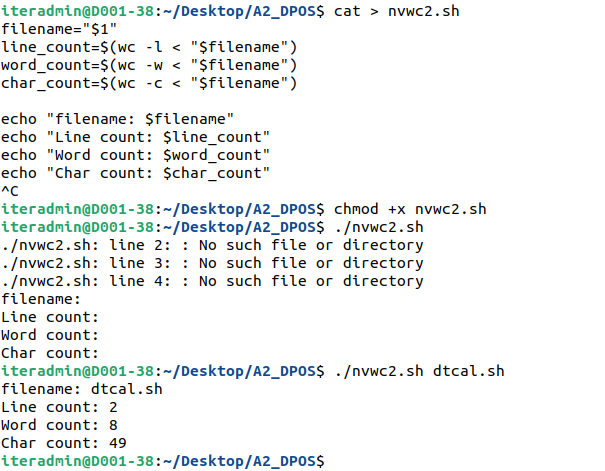 iteradmin@D001-38:~/Desktop/A2_DPOS$ cat > nvwc2.sh
filename="$1"
line_count=$(wc -l < "$filename")
word_count=$(wc -w < "$filename")
char_count=$(wc -c < "$filename")

echo "filename: $filename"
echo "Line count: $line_count"
echo "Word count: $word_count"
echo "Char count: $char_count"
^C
iteradmin@D001-38:~/Desktop/A2_DPOS$ chmod +x nvwc2.sh
iteradmin@D001-38:~/Desktop/A2_DPOS$ ./nvwc2.sh
./nvwc2.sh: line 2: : No such file or directory
./nvwc2.sh: line 3: : No such file or directory
./nvwc2.sh: line 4: : No such file or directory
filename:
Line count:
Word count:
Char count:
iteradmin@D001-38:~/Desktop/A2_DPOS$ ./nvwc2.sh dtcal.sh
filename: dtcal.sh
Line count: 2
Word count: 8
Char count: 49
iteradmin@D001-38:~/Desktop/A2_DPOS$